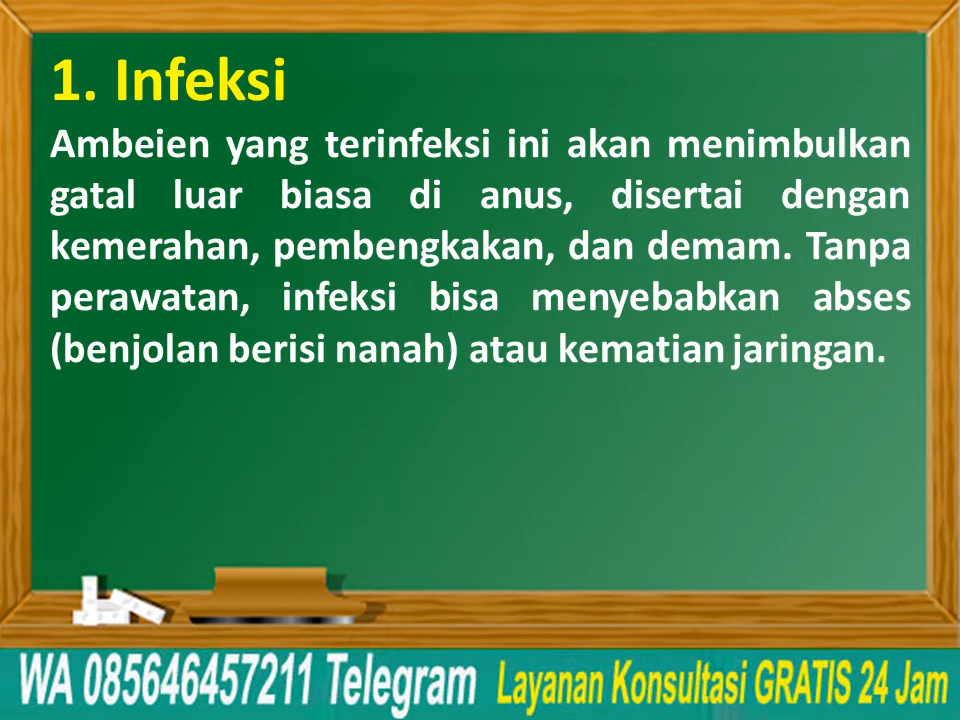 1. Infeksi
Ambeien yang terinfeksi ini akan menimbulkan
gatal luar biasa di anus, disertai dengan
kemerahan, pembengkakan, dan demam. Tanpa
perawatan, infeksi bisa menyebabkan abses
(benjolan berisi nanah) atau kematian jaringan.
WA 085646457211 Telegram Layanan Konsultasi GRATIS 24 Jam